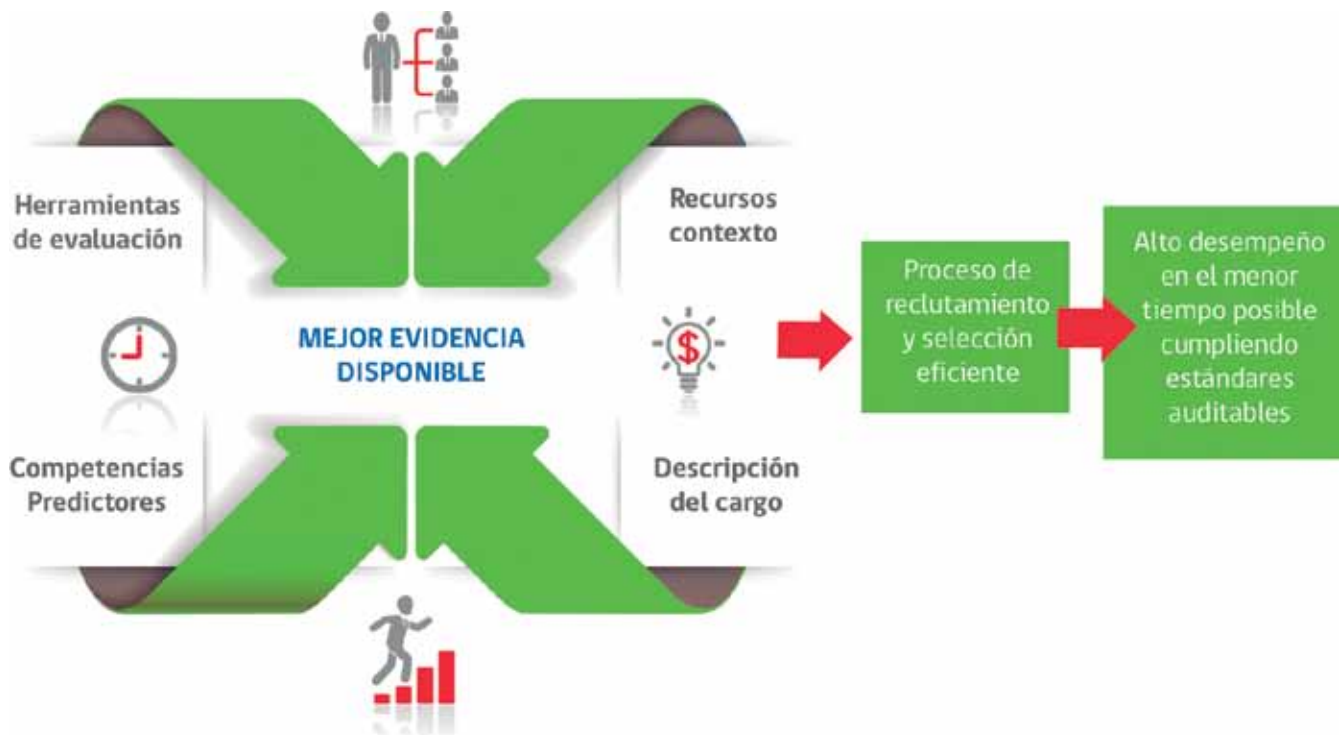 Herramientas
de evaluación
Recursos
contexto
MEJOR EVIDENCIA
DISPONIBLE
$
Competencias
Predictores
Descripción
del cargo
Proceso de
reclutamiento
y selección
eficiente
Alto desempeño
en el menor
tiempo posible
cumpliendo
estándares
auditables